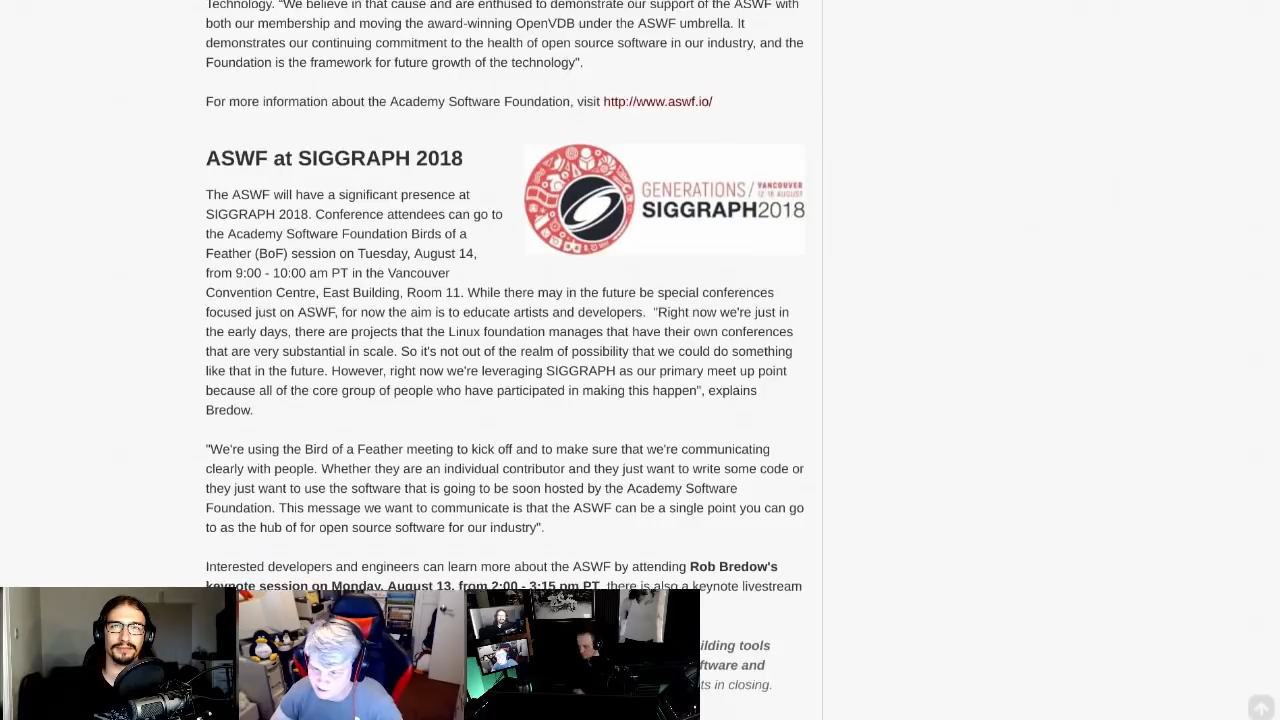 Technology. “We believe in that cause and are enthused to demonstrate our support of the ASWF with
both our membership and moving the award-winning OpenVDB under the ASWF umbrella. It
demonstrates our continuing commitment to the health of open source software in our industry, and the
Foundation is the framework for future growth of the technology”.
For more information about the Academy Software Foundation, visit http://www.aswf.io/
ASWF at SIGGRAPH 2018
GENERATIONS / VANCOUVER
12-16 AUGUST
SIGGRAPH2018
The ASWF will have a significant presence at
SIGGRAPH 2018. Conference attendees can go to
the Academy Software Foundation Birds of a
Feather (BoF) session on Tuesday, August 14,
from 9:00 - 10:00 am PT in the Vancouver
Convention Centre, East Building, Room 11. While there may in the future be special conferences
focused just on ASWF, for now the aim is to educate artists and developers.  "Right now we're just in
the early days, there are projects that the Linux foundation manages that have their own conferences
that are very substantial in scale. So it's not out of the realm of possibility that we could do something
like that in the future. However, right now we're leveraging SIGGRAPH as our primary meet up point
because all of the core group of people who have participated in making this happen", explains
Bredow.
"We're using the Bird of a Feather meeting to kick off and to make sure that we're communicating
clearly with people. Whether they are an individual contributor and they just want to write some code or
they just want to use the software that is going to be soon hosted by the Academy Software
Foundation. This message we want to communicate is that the ASWF can be a single point you can go
to as the hub of for open source software for our industry".
Interested developers and engineers can learn more about the ASWF by attending Rob Bredow's
keynote session on Monday, August 13, from 2:00 - 3:15 pm PT, there is also a keynote livestream
ilding tools
ftware and
ts in closing.